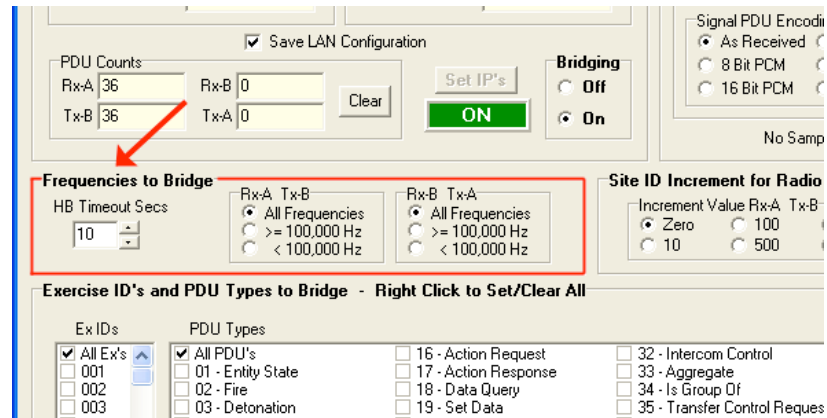 Signal PDU Encodin
Save LAN Configuration
As Received
PDU Counts
Bridging
8 Bit PCM
Rx-A 36 Rx-B 0
Set IP's
Off
16 Bit PCM
Clear
Tx-B 36 Tx-A 0
ON
On
No Samp
Frequencies to Bridge
Site ID Increment for Radio
HB Timeout Secs
Rx-A Tx-B
Rx-B Tx-A
Increment Value Rx-A Tx-B
10
All Frequencies
All Frequencies
Zero 100
>= 100,000 Hz
>= 100,000 Hz
10 500
< 100,000 Hz
< 100,000 Hz
Exercise ID's and PDU Types to Bridge - Right Click to Set/Clear All
Ex IDs
PDU Types
All Ex's
All PDU's
16 - Action Request
32 - Intercom Control
001
01 - Entity State
17 - Action Response
33 - Aggregate
002
02 - Fire
18 - Data Query
34 - Is Group Of
003
03 - Detonation
19 - Set Data
35 - Transfer Control Reques